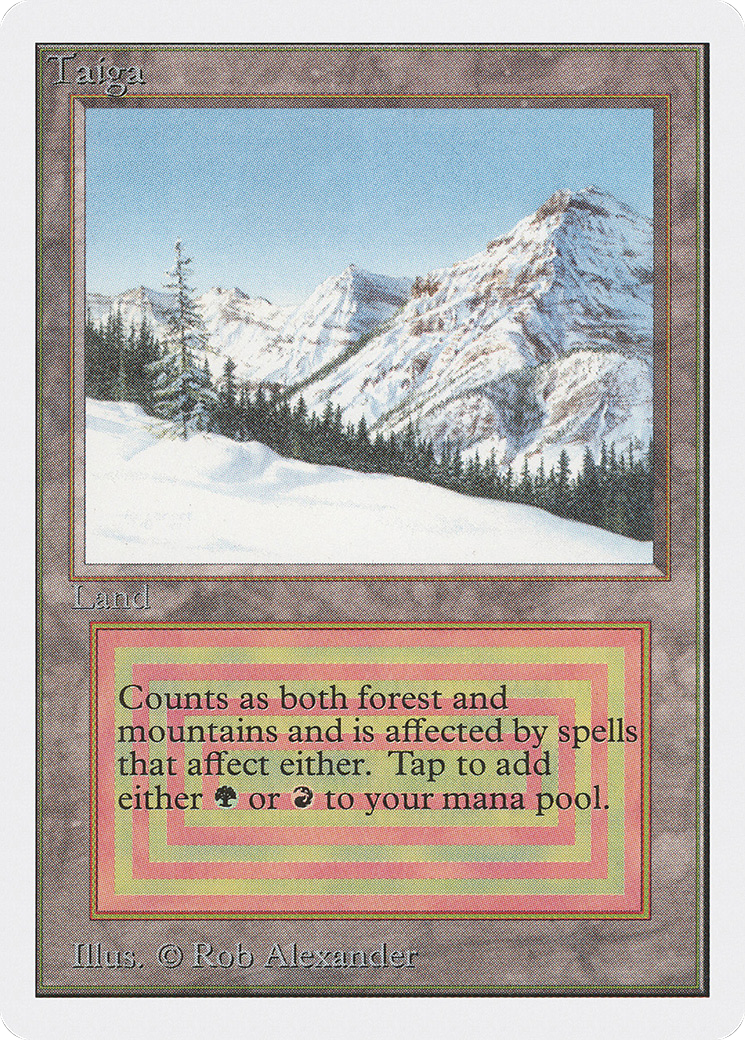 Taiga
Land
Counts as both forest and
mountains and is affected by spells
that affect either. Tap to add
either or to your mana pool.
Illus. © Rob Alexander